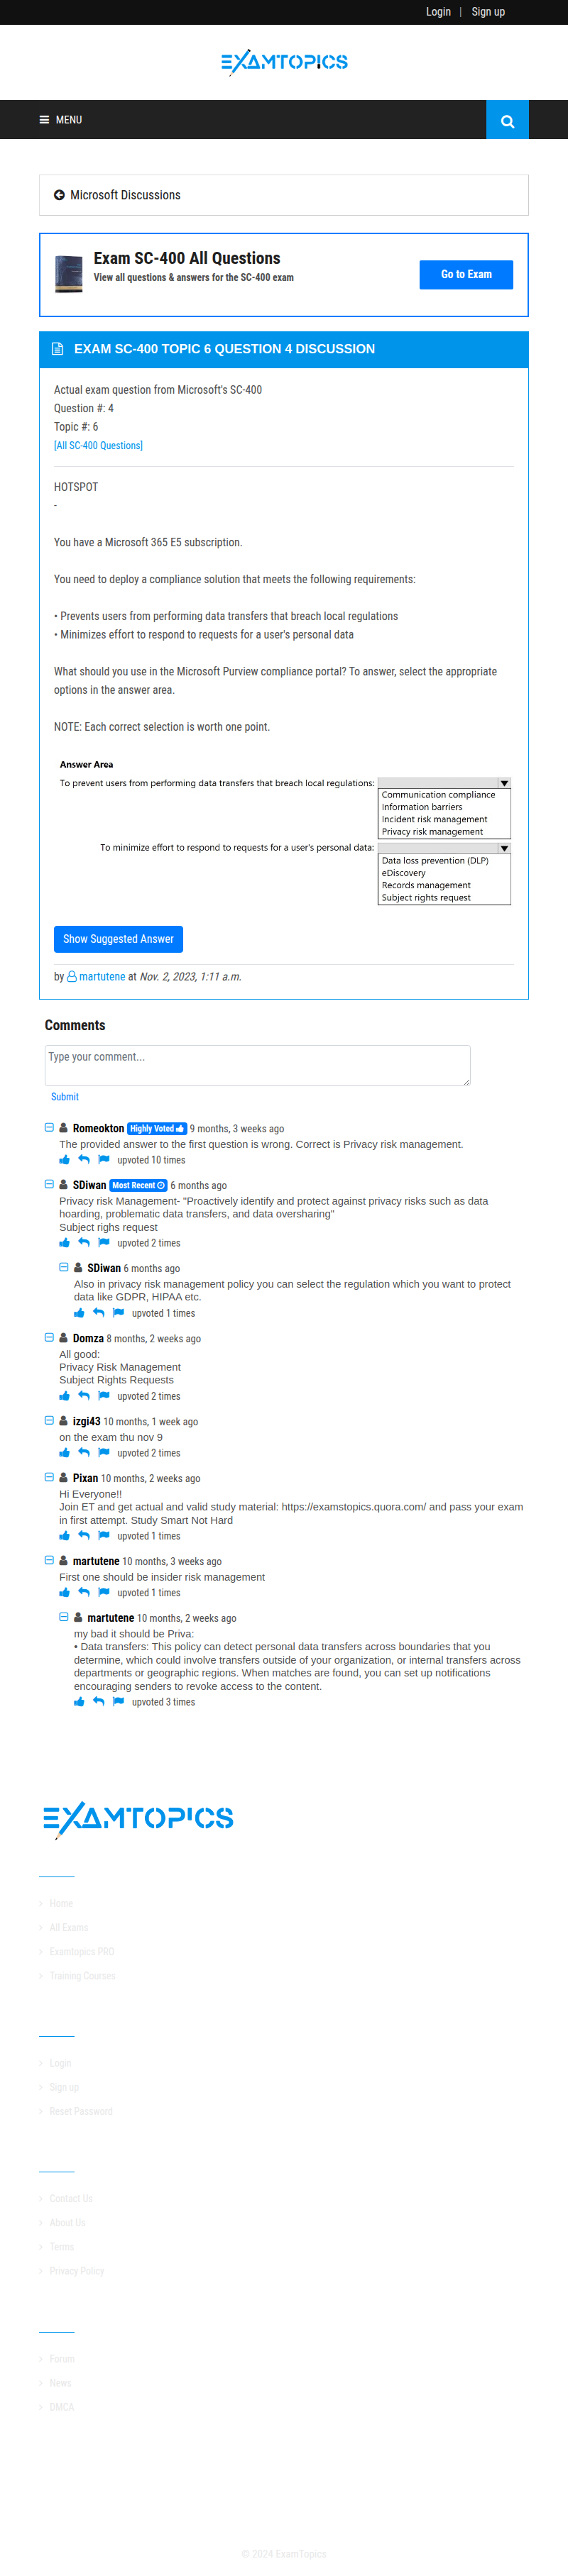 Login | Sign up
EXAMTOPICS
MENU
Microsoft Discussions
Exam SC-400 All Questions
View all questions & answers for the SC-400 exam
Go to Exam
EXAM SC-400 TOPIC 6 QUESTION 4 DISCUSSION
Actual exam question from Microsoft's SC-400
Question #: 4
Topic #: 6
[All SC-400 Questions]
HOTSPOT
-
You have a Microsoft 365 E5 subscription.
You need to deploy a compliance solution that meets the following requirements:
• Prevents users from performing data transfers that breach local regulations
• Minimizes effort to respond to requests for a user's personal data
What should you use in the Microsoft Purview compliance portal? To answer, select the appropriate
options in the answer area.
NOTE: Each correct selection is worth one point.
Answer Area
To prevent users from performing data transfers that breach local regulations:
Communication compliance
Information barriers
Incident risk management
Privacy risk management
To minimize effort to respond to requests for a user's personal data:
Data loss prevention (DLP)
eDiscovery
Records management
Subject rights request
Show Suggested Answer
by martutene at Nov. 2, 2023, 1:11 a.m.
Comments
Type your comment...
Submit
Romeokton Highly Voted 9 months, 3 weeks ago
The provided answer to the first question is wrong. Correct is Privacy risk management.
upvoted 10 times
SDiwan Most Recent 6 months ago
Privacy risk Management- "Proactively identify and protect against privacy risks such as data
hoarding, problematic data transfers, and data oversharing"
Subject righs request
upvoted 2 times
SDiwan 6 months ago
Also in privacy risk management policy you can select the regulation which you want to protect
data like GDPR, HIPAA etc.
upvoted 1 times
Domza 8 months, 2 weeks ago
All good:
Privacy Risk Management
Subject Rights Requests
upvoted 2 times
izgi43 10 months, 1 week ago
on the exam thu nov 9
upvoted 2 times
Pixan 10 months, 2 weeks ago
Hi Everyone!!
Join ET and get actual and valid study material: https://examstopics.quora.com/ and pass your exam
in first attempt. Study Smart Not Hard
upvoted 1 times
martutene 10 months, 3 weeks ago
First one should be insider risk management
upvoted 1 times
martutene 10 months, 2 weeks ago
my bad it should be Priva:
• Data transfers: This policy can detect personal data transfers across boundaries that you
determine, which could involve transfers outside of your organization, or internal transfers across
departments or geographic regions. When matches are found, you can set up notifications
encouraging senders to revoke access to the content.
upvoted 3 times
EXAMTOPICS
Home
All Exams
Examtopics PRO
Training Courses
Login
Sign up
Reset Password
Contact Us
About Us
Terms
Privacy Policy
Forum
News
DMCA
© 2024 ExamTopics